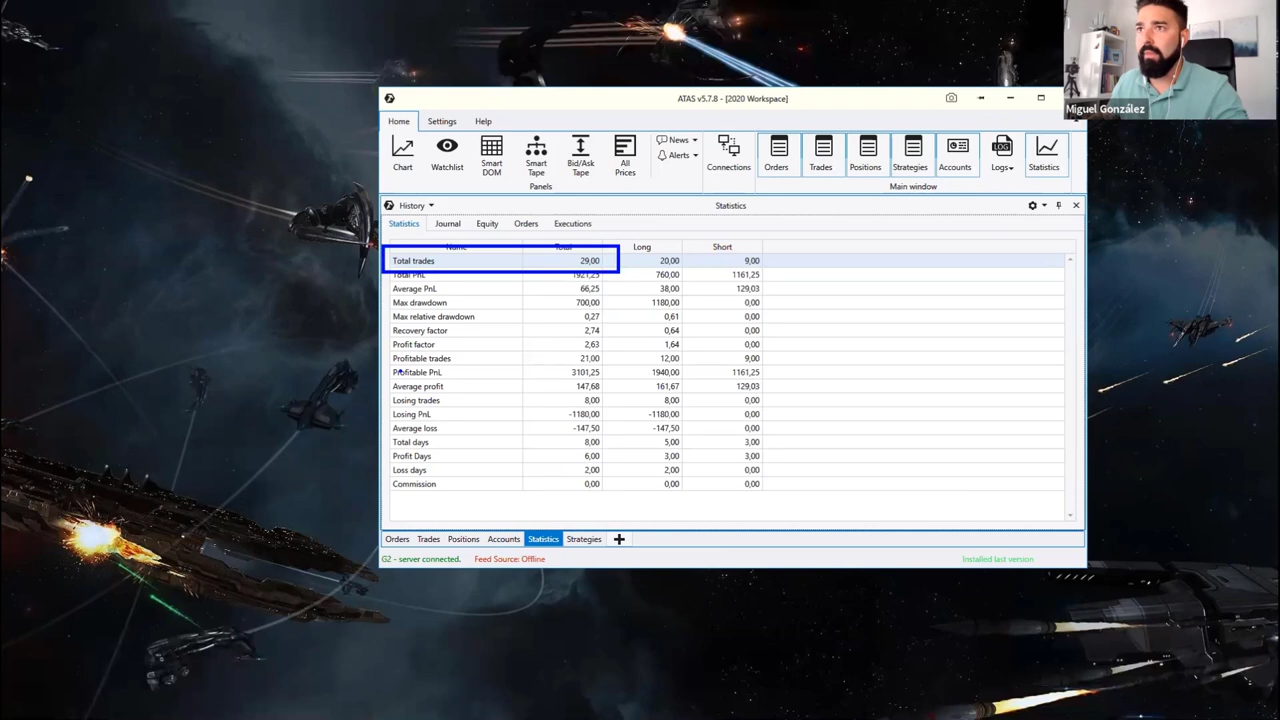 Miguel González
ATAS v5.7.8 - [2020 Workspace]
Home Settings Help
Chart Watchlist Smart DOM Smart Tape Bid/Ask Tape All Prices News Alerts Connections Orders Trades Positions Strategies Accounts LOG Logs Statistics
Panels Main window
History Statistics
Statistics Journal Equity Orders Executions
Name Total Long Short
Total trades 29,00 20,00 9,00
Total PnL 1921,25 760,00 1161,25
Average PnL 66,25 38,00 129,03
Max drawdown 700,00 1180,00 0,00
Max relative drawdown 0,27 0,61 0,00
Recovery factor 2,74 0,64 0,00
Profit factor 2,63 1,64 0,00
Profitable trades 21,00 12,00 9,00
Profitable PnL 3101,25 1940,00 1161,25
Average profit 147,68 161,67 129,03
Losing trades 8,00 8,00 0,00
Losing PnL -1180,00 -1180,00 0,00
Average loss -147,50 -147,50 0,00
Total days 8,00 5,00 3,00
Profit Days 6,00 3,00 3,00
Loss days 2,00 2,00 0,00
Commission 0,00 0,00 0,00
Orders Trades Positions Accounts Statistics Strategies
G2 - server connected. Feed Source: Offline Installed last version